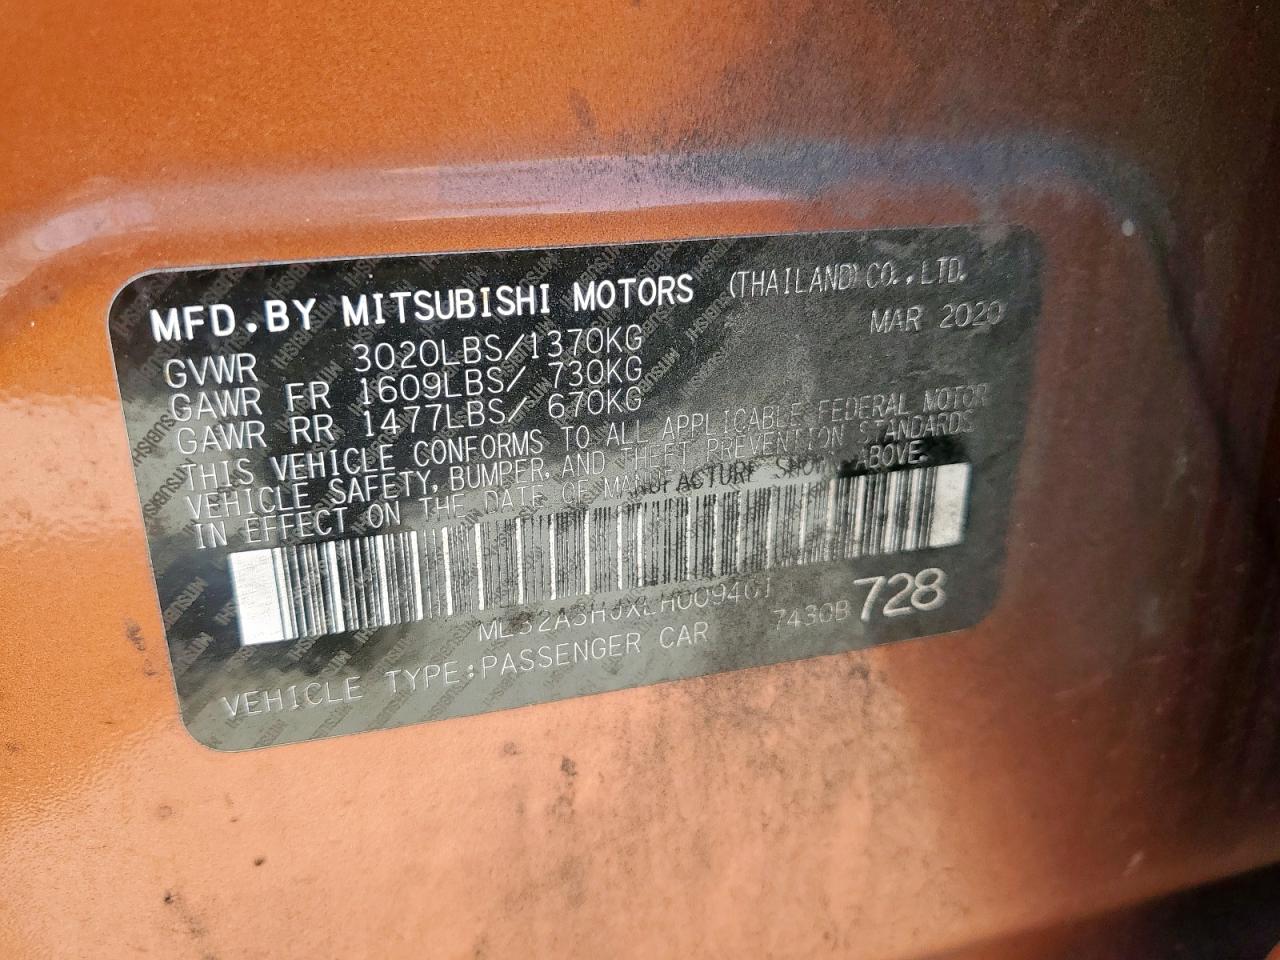 MFD.BY MITSUBISHI MOTORS (THAILAND)CO.,LTD.
MAR 2020
GVWR 3020LBS/1370KG
GAWR FR 1609LBS/ 730KG
GAWR RR 1477LBS/ 670KG
THIS VEHICLE CONFORMS TO ALL APPLICABLE FEDERAL MOTOR
VEHICLE SAFETY, BUMPER, AND THEFT PREVENTION STANDARDS
IN EFFECT ON THE DATE OF MANUFACTURE SHOWN ABOVE.
7430B 728
VEHICLE TYPE:PASSENGER CAR